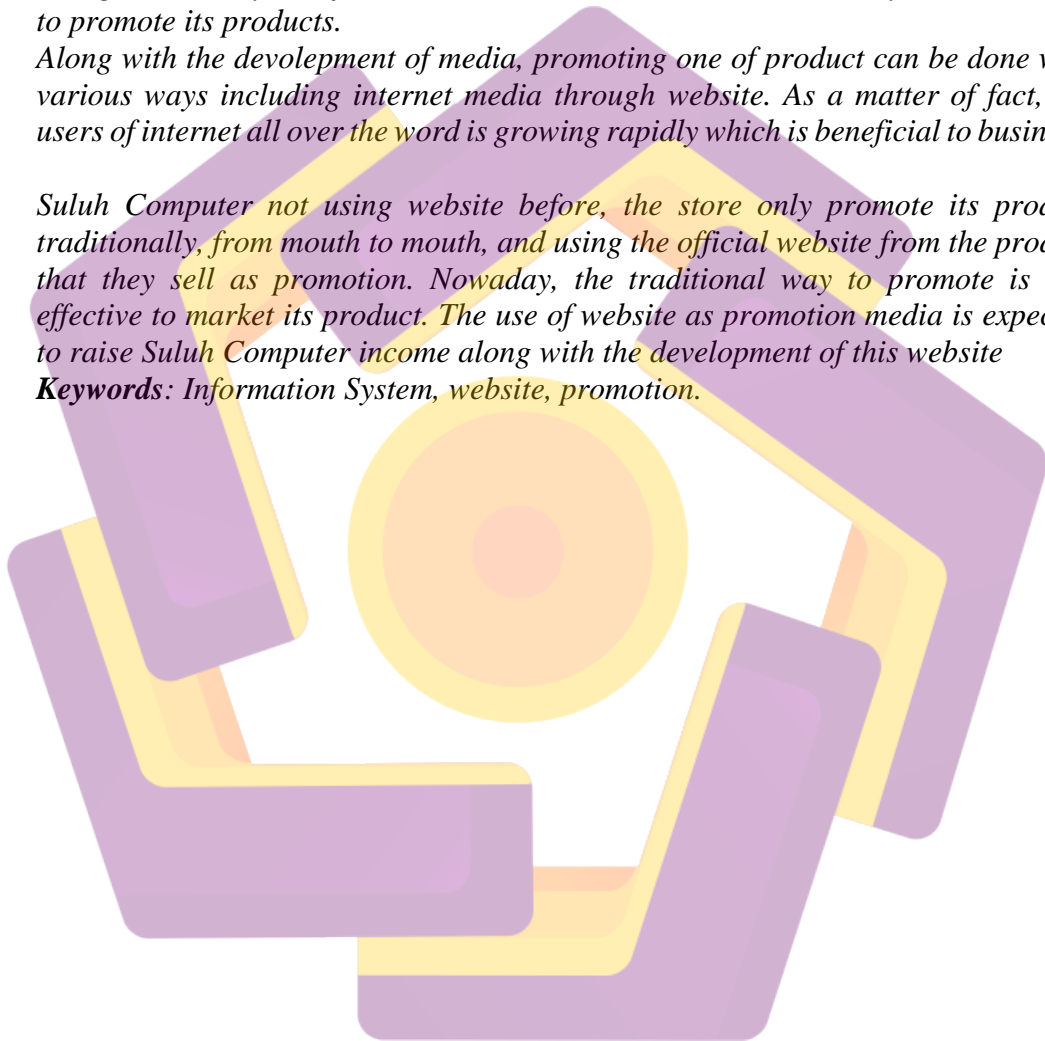 to promote its products.
Along with the devolepment of media, promoting one of product can be done
various ways including internet media through website. As a matter of fact,
users of internet all over the word is growing rapidly which is beneficial to
Suluh Computer not using website before, the store only promote its
traditionally, from mouth to mouth, and using the official website from the
that they sell as promotion. Nowaday, the traditional way to promote is
effective to market its product. The use of website as promotion media is
to raise Suluh Computer income along with the development of this website
Keywords: Information System, website, promotion.